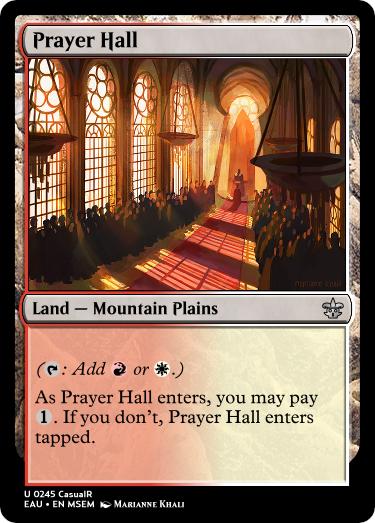 Prayer Hall
Land — Mountain Plains
(: Add or .)
As Prayer Hall enters, you may pay
1. If you don't, Prayer Hall enters
tapped.
U 0245 CasualR
EAU • EN MSEM Marianne Khali